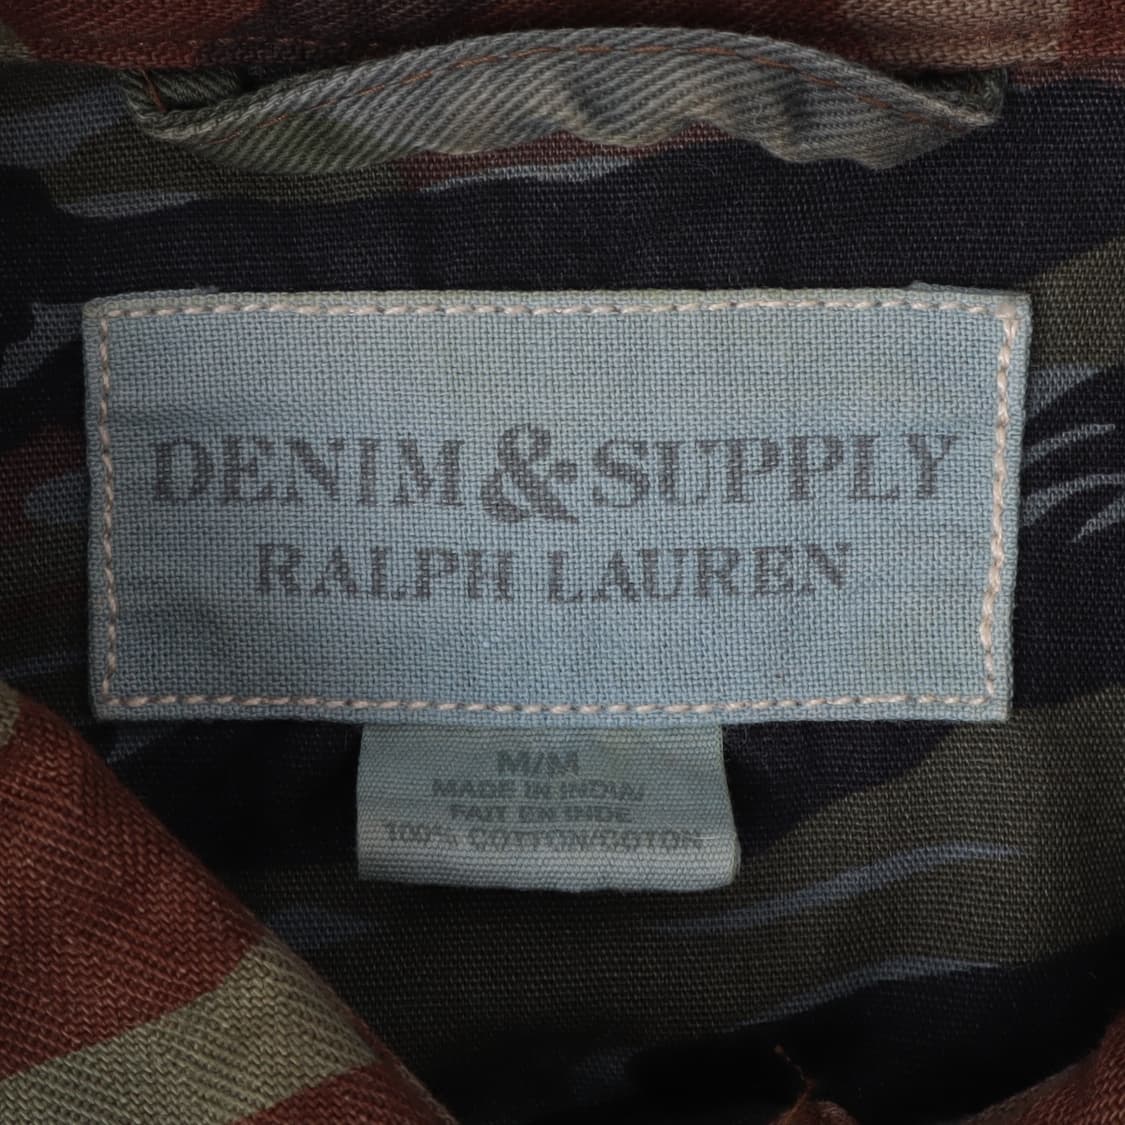 DENIM & SUPPLY
RALPH LAUREN
M/M
MADE IN INDIA/
FAIT EN INDE
100% COTTON/COTON